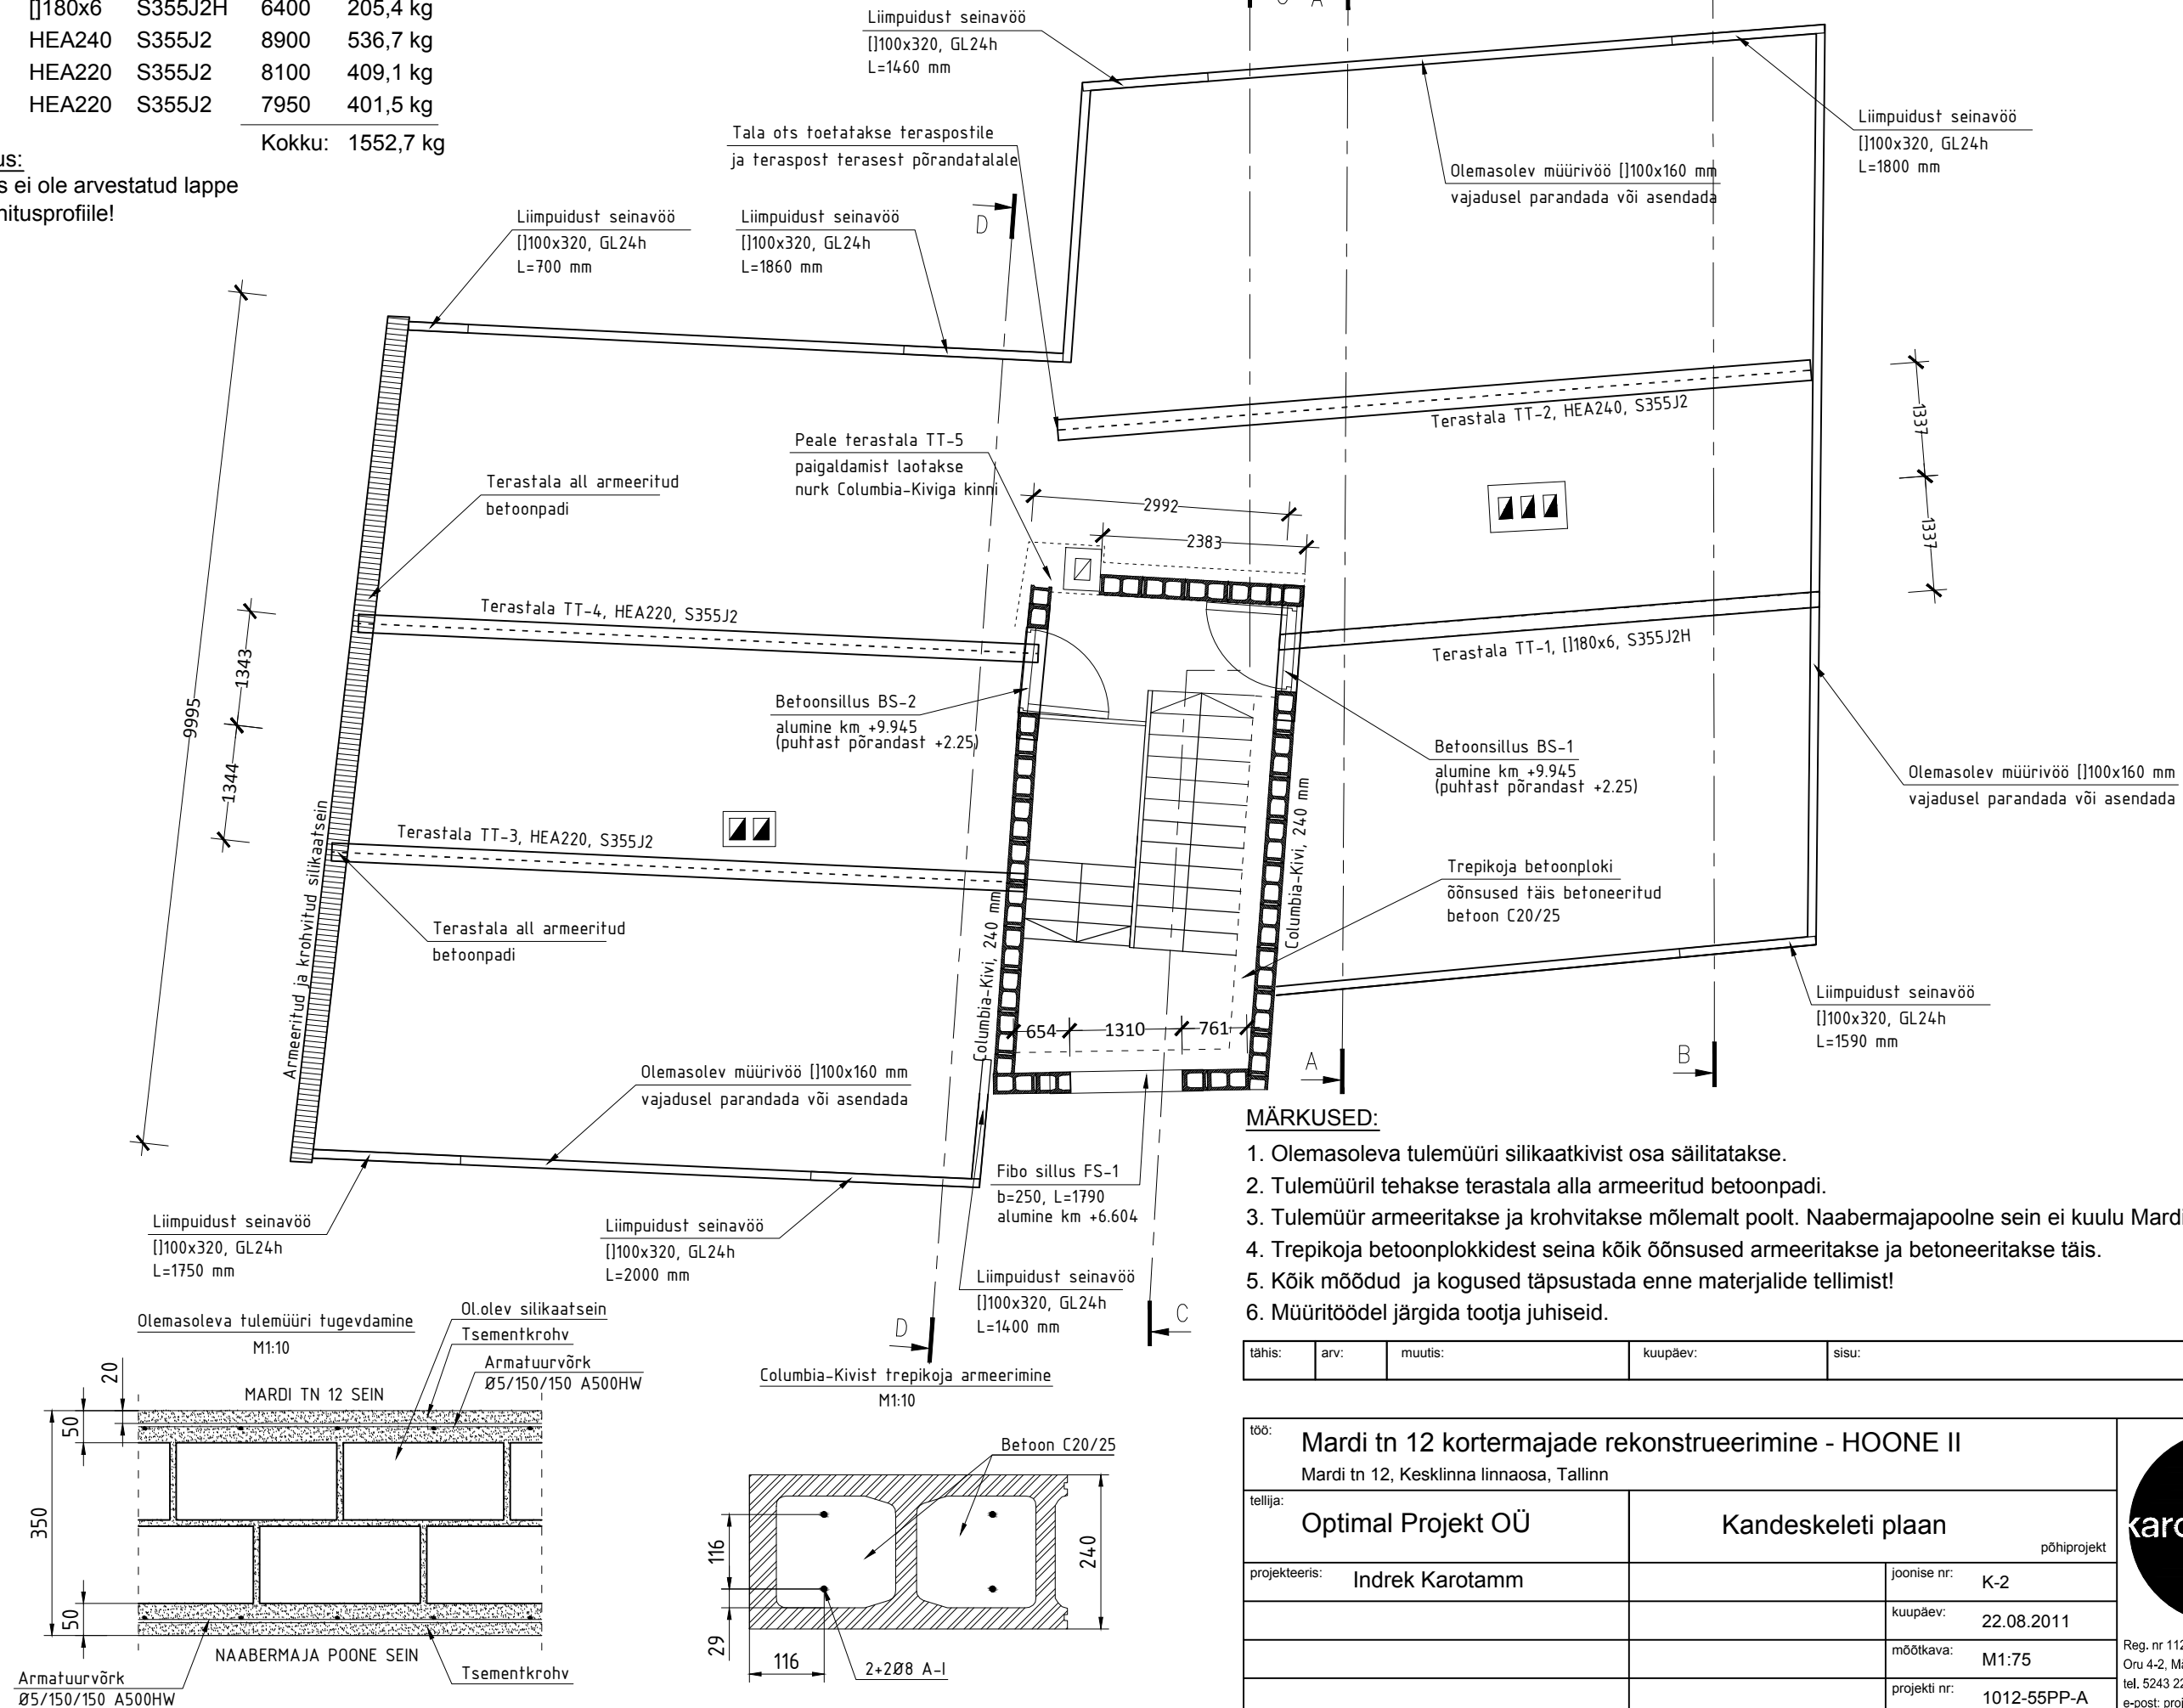 []180x6 S355J2H 6400 205,4 kg
HEA240 S355J2 8900 536,7 kg
HEA220 S355J2 8100 409,1 kg
HEA220 S355J2 7950 401,5 kg
Kokku: 1552,7 kg
us:
s ei ole arvestatud lappe
nitusprofiile!
Liimpuidust seinavöö
[]100x320, GL24h
L=1460 mm
Tala ots toetatakse teraspostile
ja teraspost terasest põrandatalale
Olemasolev müürivöö []100x160 mm
vajadusel parandada või asendada
Liimpuidust seinavöö
[]100x320, GL24h
L=1800 mm
A
D
Liimpuidust seinavöö
[]100x320, GL24h
L=700 mm
Liimpuidust seinavöö
[]100x320, GL24h
L=1860 mm
Terastala TT-2, HEA240, S355J2
1337
1337
Peale terastala TT-5
paigaldamist laotakse
nurk Columbia-Kiviga kinni
2992
2383
Terastala all armeeritud
betoonpadi
Terastala TT-4, HEA220, S355J2
Terastala TT-1, []180x6, S355J2H
9995
1343
1344
Betoonsillus BS-2
alumine km +9.945
(puhtast põrandast +2.25)
Betoonsillus BS-1
alumine km +9.945
(puhtast põrandast +2.25)
Olemasolev müürivöö []100x160 mm
vajadusel parandada või asendada
Terastala TT-3, HEA220, S355J2
Columbia-Kivi, 240 mm
Columbia-Kivi, 240 mm
Trepikoja betoonploki
õõnsused täis betoneeritud
betoon C20/25
Armeeritud ja krohvitud silikaatsein
Terastala all armeeritud
betoonpadi
654 1310 761
Liimpuidust seinavöö
[]100x320, GL24h
L=1590 mm
A
B
Olemasolev müürivöö []100x160 mm
vajadusel parandada või asendada
Fibo sillus FS-1
b=250, L=1790
alumine km +6.604
Liimpuidust seinavöö
[]100x320, GL24h
L=1750 mm
Liimpuidust seinavöö
[]100x320, GL24h
L=2000 mm
Liimpuidust seinavöö
[]100x320, GL24h
L=1400 mm
D
C
MÄRKUSED:
1. Olemasoleva tulemüüri silikaatkivist osa säilitatakse.
2. Tulemüüril tehakse terastala alla armeeritud betoonpadi.
3. Tulemüür armeeritakse ja krohvitakse mõlemalt poolt. Naabermajapoolne sein ei kuulu Mardi
4. Trepikoja betoonplokkidest seina kõik õõnsused armeeritakse ja betoneeritakse täis.
5. Kõik mõõdud ja kogused täpsustada enne materjalide tellimist!
6. Müüritöödel järgida tootja juhiseid.
Olemasoleva tulemüüri tugevdamine
M1:10
Ol.olev silikaatsein
Tsementkrohv
Armatuurvõrk
Ø5/150/150 A500HW
MARDI TN 12 SEIN
20
50
350
50
NAABERMAJA POONE SEIN
Armatuurvõrk
Ø5/150/150 A500HW
Tsementkrohv
Columbia-Kivist trepikoja armeerimine
M1:10
Betoon C20/25
116
29
116
240
2+2Ø8 A-I
tähis: arv: muutis: kuupäev: sisu:
töö: Mardi tn 12 kortermajade rekonstrueerimine - HOONE II
Mardi tn 12, Kesklinna linnaosa, Tallinn
tellija: Optimal Projekt OÜ
Kandeskeleti plaan
põhiprojekt
projekteeris: Indrek Karotamm
joonise nr: K-2
kuupäev: 22.08.2011
mõõtkava: M1:75
projekti nr: 1012-55PP-A
karo
Reg. nr 112
Oru 4-2, Ma
tel. 5243 22
e-post: proj